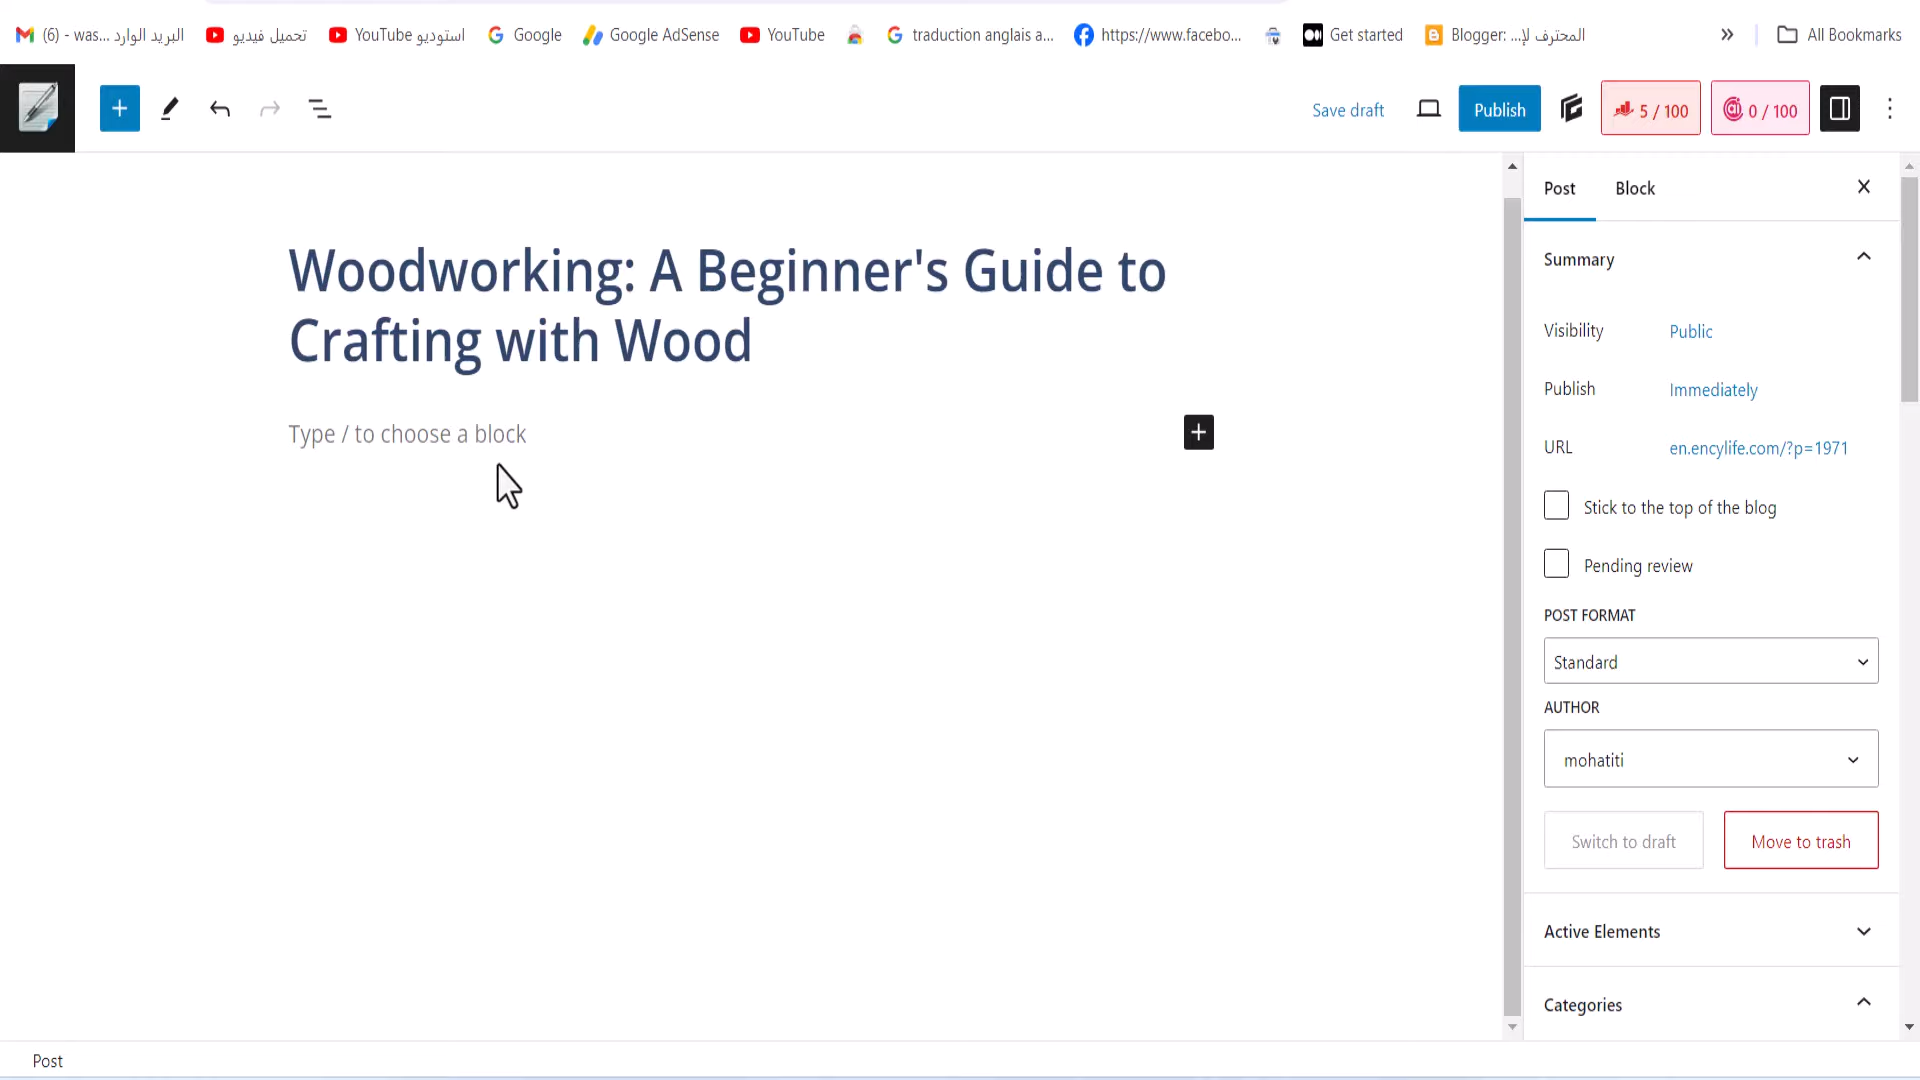 (6) - was... البريد الوارد
تحميل فيديو
استوديو YouTube
Google
Google AdSense
YouTube
traduction anglais a...
https://www.facebo...
Get started
Blogger: ...المحترف لإ
»
All Bookmarks
Save draft
Publish
5 / 100
0 / 100
Post
Block
Summary
Woodworking: A Beginner's Guide to
Crafting with Wood
Visibility
Public
Publish
Immediately
Type / to choose a block
URL
en.encylife.com/?p=1971
Stick to the top of the blog
Pending review
POST FORMAT
Standard
AUTHOR
mohatiti
Switch to draft
Move to trash
Active Elements
Categories
Post